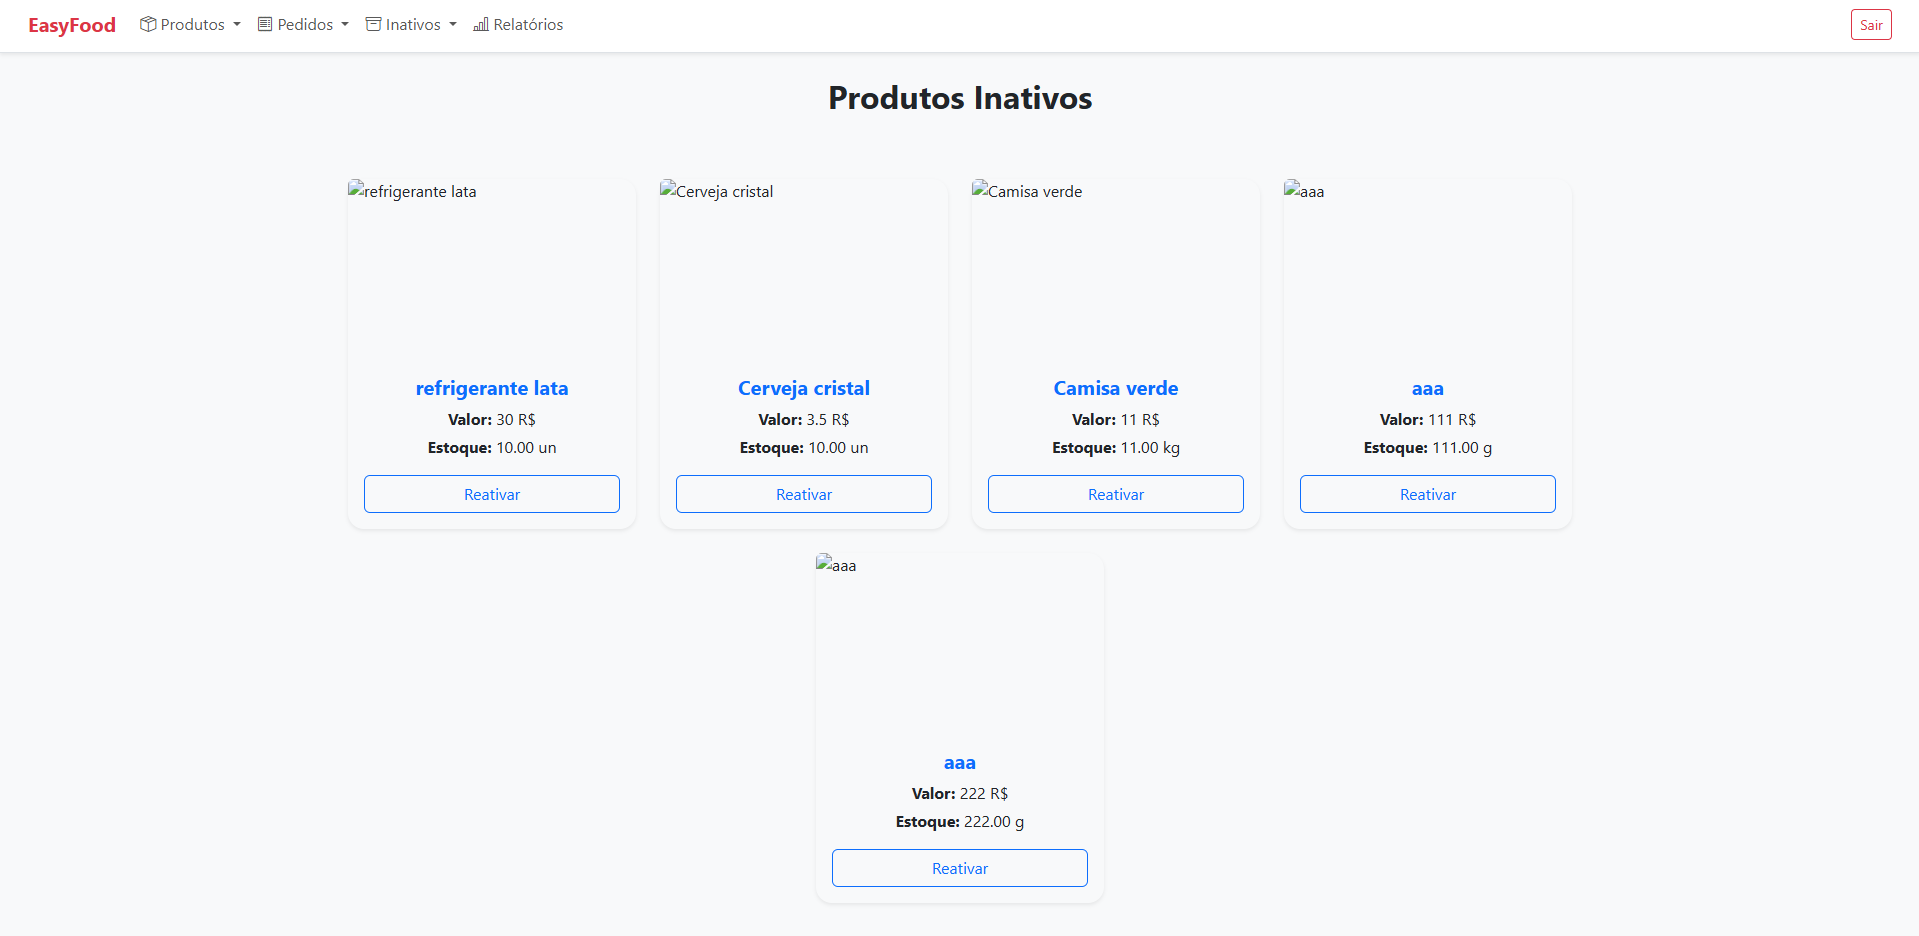 EasyFood Produtos Pedidos Inativos Relatórios Sair
Produtos Inativos
refrigerante lata
refrigerante lata
Valor: 30 R$
Estoque: 10.00 un
Reativar
Cerveja cristal
Cerveja cristal
Valor: 3.5 R$
Estoque: 10.00 un
Reativar
Camisa verde
Camisa verde
Valor: 11 R$
Estoque: 11.00 kg
Reativar
aaa
aaa
Valor: 111 R$
Estoque: 111.00 g
Reativar
aaa
aaa
Valor: 222 R$
Estoque: 222.00 g
Reativar